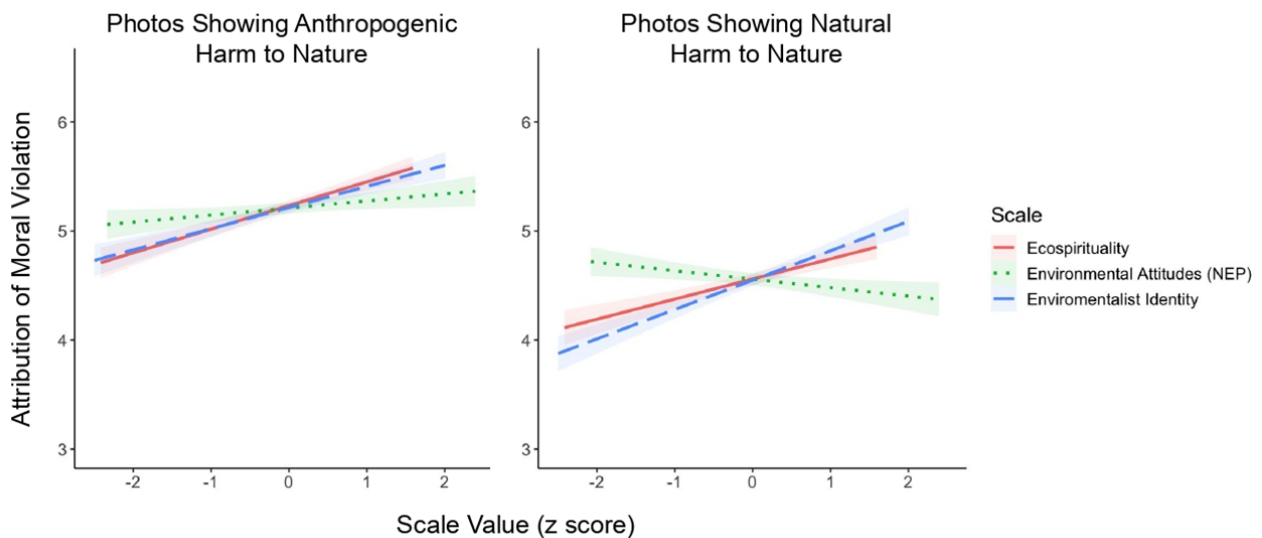 Photos Showing Anthropogenic
Harm to Nature
Photos Showing Natural
Harm to Nature
Attribution of Moral Violation
6
5
4
3
-2
-1
0
1
2
6
5
4
3
-2
-1
0
1
2
Scale Value (z score)
Scale
Ecospirituality
Environmental Attitudes (NEP)
Enviromentalist Identity